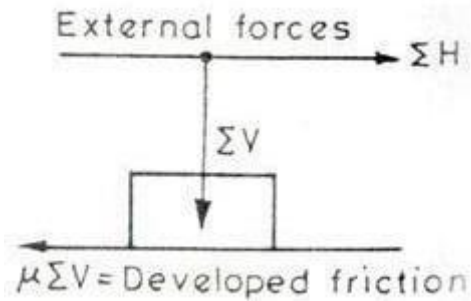 External forces
ΣH
ΣV
μΣV = Developed friction